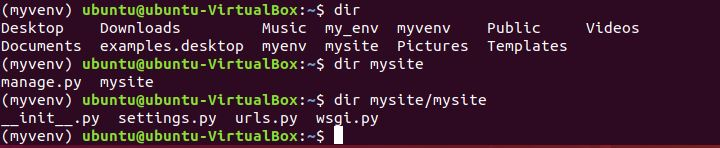 (myvenv) ubuntu@ubuntu-VirtualBox:~$ dir
Desktop    Downloads         Music  my_env  myvenv    Public     Videos
Documents  examples.desktop  myenv  mysite  Pictures  Templates
(myvenv) ubuntu@ubuntu-VirtualBox:~$ dir mysite
manage.py  mysite
(myvenv) ubuntu@ubuntu-VirtualBox:~$ dir mysite/mysite
__init__.py  settings.py  urls.py  wsgi.py
(myvenv) ubuntu@ubuntu-VirtualBox:~$